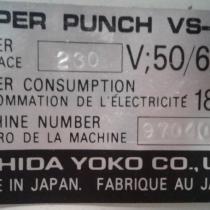 PER PUNCH VS-
ER
ACE 230 V;50/6
ER CONSUMPTION
OMMATION DE L'ÉLECTRICITÉ 18
HINE NUMBER
RO DE LA MACHINE 97040
HIDA YOKO CO., L
E IN JAPAN. FABRIQUE AU JA